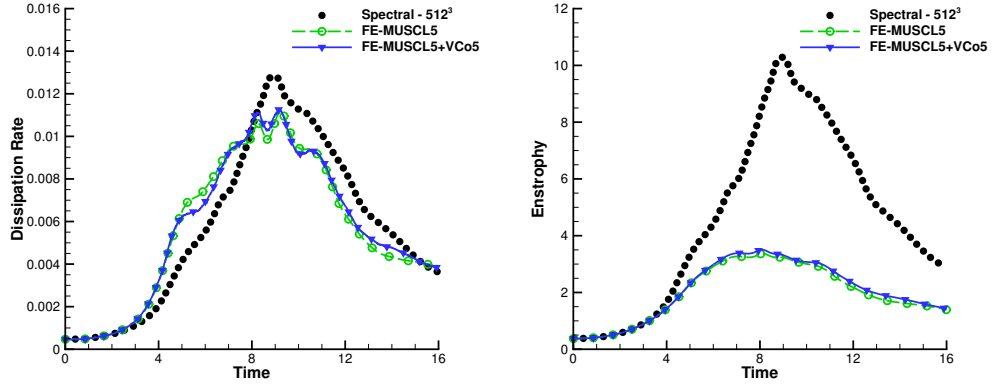 0.016
0.014
0.012
0.01
0.008
0.006
0.004
0.002
0
Dissipation Rate
0 4 8 12 16
Time
Spectral - 512³
FE-MUSCL5
FE-MUSCL5+VCo5
12
10
8
6
4
2
0
Enstrophy
0 4 8 12 16
Time
Spectral - 512³
FE-MUSCL5
FE-MUSCL5+VCo5